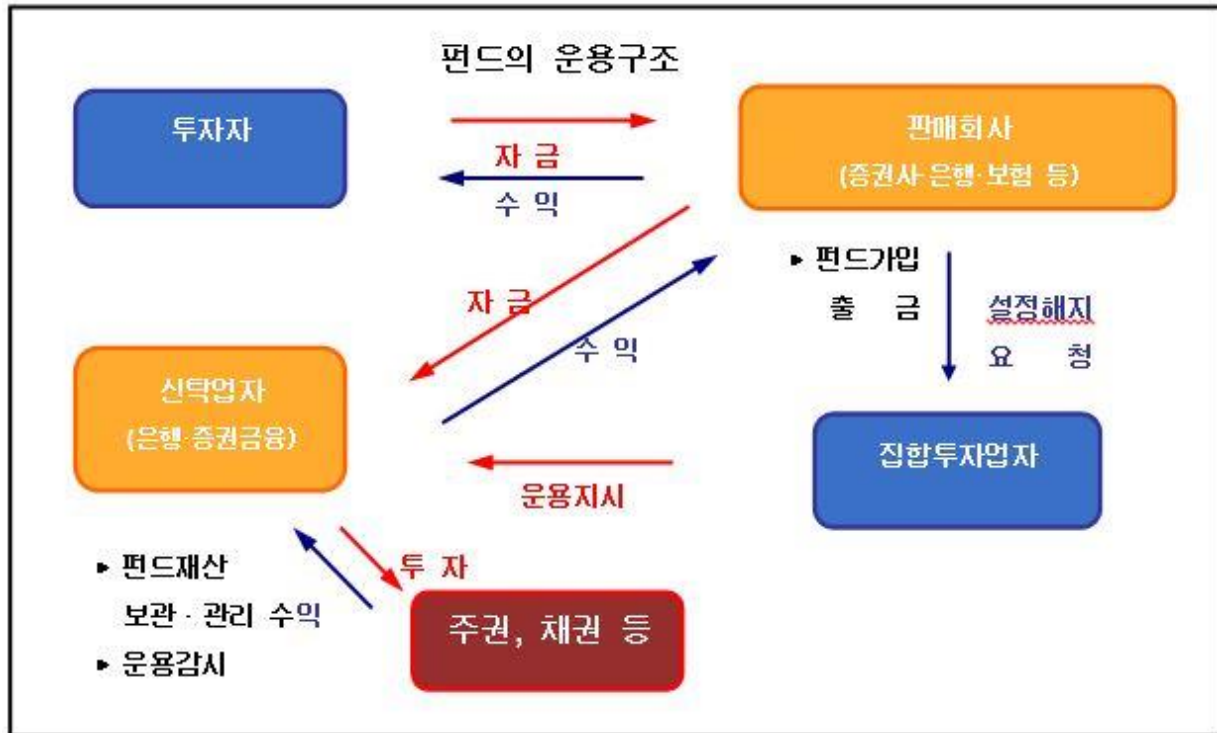 펀드의 운용구조
투자자
자 금
수 익
판매회사
(증권사·은행·보험 등)
자 금
수 익
▸ 펀드가입
출 금
설정해지
요 청
신탁업자
(은행·증권금융)
집합투자업자
운용지시
▸ 펀드재산
보관·관리 수익
▸ 운용감시
투 자
주권, 채권 등